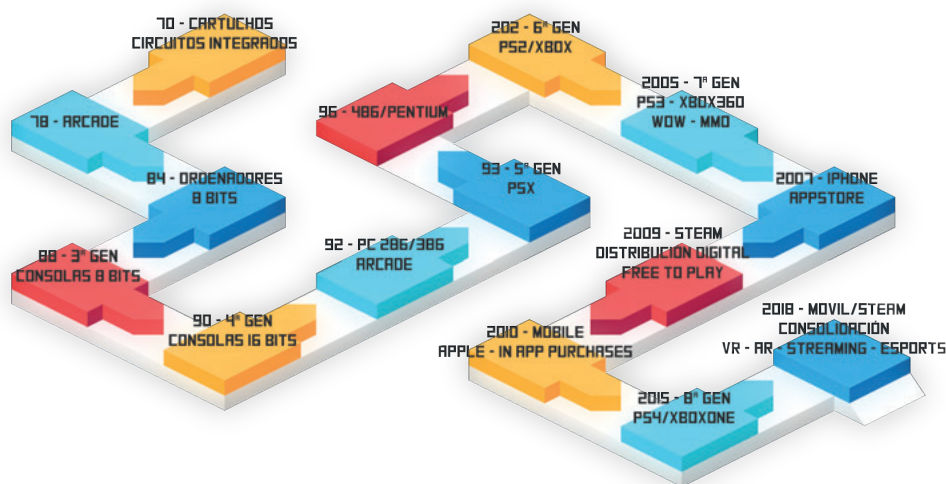 70 - CARTUCHOS
CIRCUITOS INTEGRADOS
78 - ARCADE
84 - ORDENADORES
8 BITS
88 - 3ª GEN
CONSOLAS 8 BITS
90 - 4ª GEN
CONSOLAS 16 BITS
92 - PC 286/386
ARCADE
93 - 5ª GEN
PSX
96 - 486/PENTIUM
202 - 6ª GEN
PS2/XBOX
2005 - 7ª GEN
PS3 - XBOX360
WOW - MMO
2007 - IPHONE
APPSTORE
2009 - STEAM
DISTRIBUCIÓN DIGITAL
FREE TO PLAY
2010 - MOBILE
APPLE - IN APP PURCHASES
2015 - 8ª GEN
PS4/XBOXONE
2018 - MOVIL/STEAM
CONSOLIDACIÓN
VR - AR - STREAMING - ESPORTS